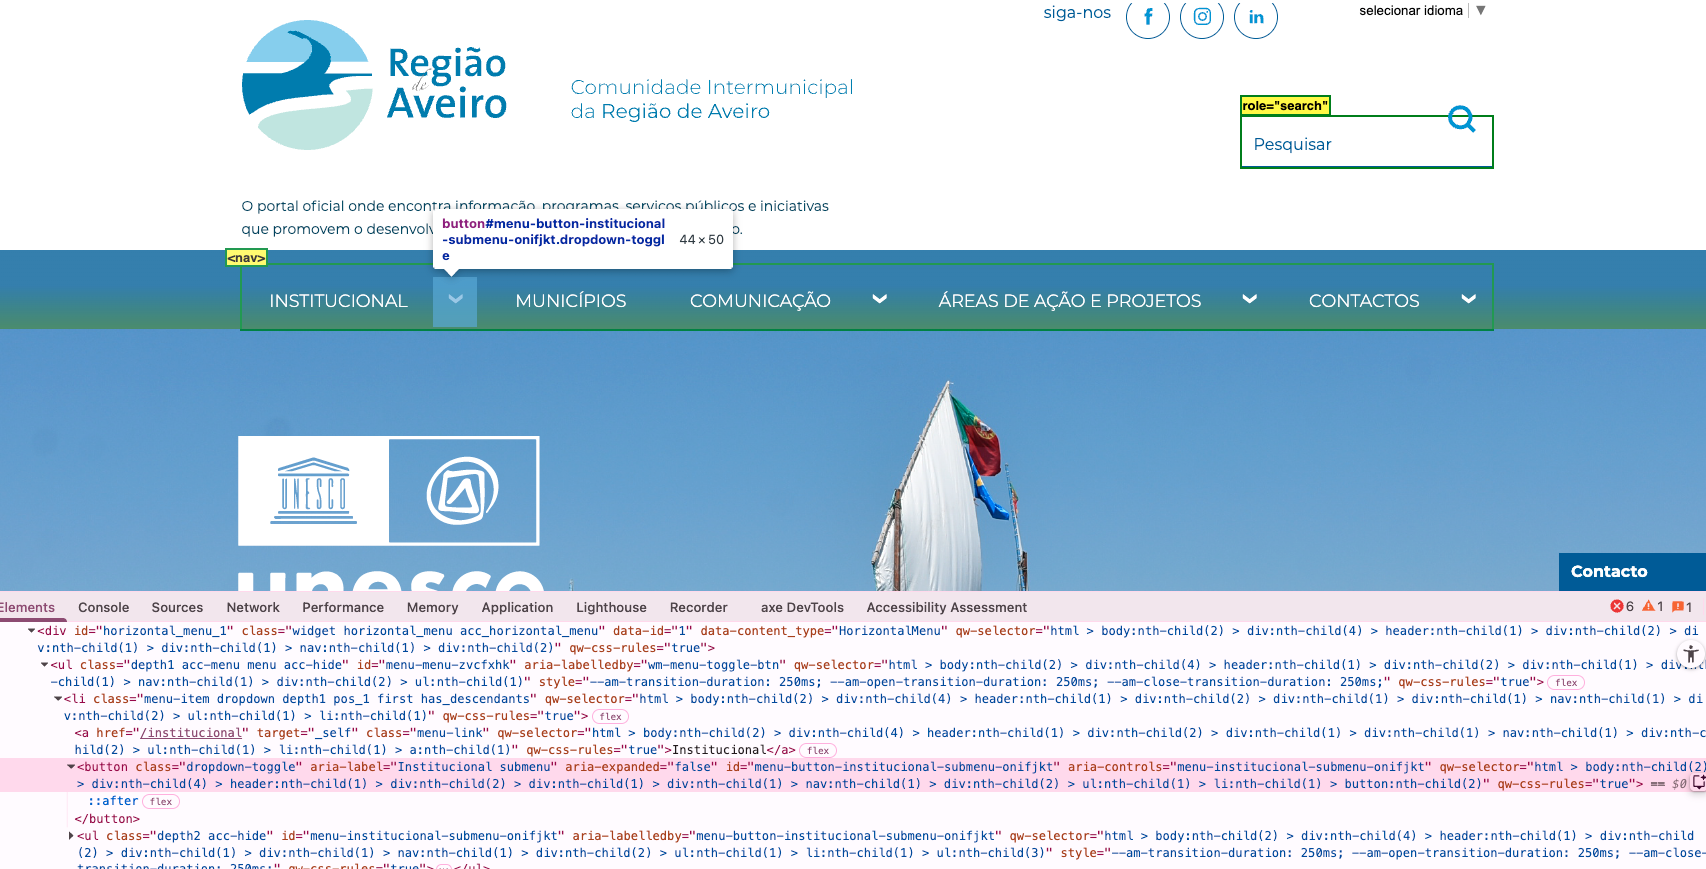 siga-nos
selecionar idioma ▼
Região
de
Aveiro
Comunidade Intermunicipal
da Região de Aveiro
role="search"
Pesquisar
O portal oficial onde encontra informação, programas, serviços públicos e iniciativas
que promovem o desenvolv
o.
button#menu-button-institucional
-submenu-onifjkt.dropdown-toggl
e
44 × 50
<nav>
INSTITUCIONAL
MUNICÍPIOS
COMUNICAÇÃO
ÁREAS DE AÇÃO E PROJETOS
CONTACTOS
UNESCO
unesco
Contacto
Elements Console Sources Network Performance Memory Application Lighthouse Recorder axe DevTools Accessibility Assessment 6 1 1
<div id="horizontal_menu_1" class="widget horizontal_menu acc_horizontal_menu" data-id="1" data-content_type="HorizontalMenu" qw-selector="html > body:nth-child(2) > div:nth-child(4) > header:nth-child(1) > div:nth-child(2) > di
v:nth-child(1) > div:nth-child(1) > nav:nth-child(1) > div:nth-child(2)" qw-css-rules="true">
<ul class="depth1 acc-menu menu acc-hide" id="menu-menu-zvcfxhk" aria-labelledby="wm-menu-toggle-btn" qw-selector="html > body:nth-child(2) > div:nth-child(4) > header:nth-child(1) > div:nth-child(2) > div:nth-child(1) > div:nth
-child(1) > nav:nth-child(1) > div:nth-child(2) > ul:nth-child(1)" style="--am-transition-duration: 250ms; --am-open-transition-duration: 250ms; --am-close-transition-duration: 250ms;" qw-css-rules="true"> flex
<li class="menu-item dropdown depth1 pos_1 first has_descendants" qw-selector="html > body:nth-child(2) > div:nth-child(4) > header:nth-child(1) > div:nth-child(2) > div:nth-child(1) > div:nth-child(1) > nav:nth-child(1) > di
v:nth-child(2) > ul:nth-child(1) > li:nth-child(1)" qw-css-rules="true"> flex
<a href="/institucional" target="_self" class="menu-link" qw-selector="html > body:nth-child(2) > div:nth-child(4) > header:nth-child(1) > div:nth-child(2) > div:nth-child(1) > div:nth-child(1) > nav:nth-child(1) > div:nth-c
hild(2) > ul:nth-child(1) > li:nth-child(1) > a:nth-child(1)" qw-css-rules="true">Institucional</a> flex
<button class="dropdown-toggle" aria-label="Institucional submenu" aria-expanded="false" id="menu-button-institucional-submenu-onifjkt" aria-controls="menu-institucional-submenu-onifjkt" qw-selector="html > body:nth-child(2)
> div:nth-child(4) > header:nth-child(1) > div:nth-child(2) > div:nth-child(1) > div:nth-child(1) > nav:nth-child(1) > div:nth-child(2) > ul:nth-child(1) > li:nth-child(1) > button:nth-child(2)" qw-css-rules="true"> == $0
::after flex
</button>
<ul class="depth2 acc-hide" id="menu-institucional-submenu-onifjkt" aria-labelledby="menu-button-institucional-submenu-onifjkt" qw-selector="html > body:nth-child(2) > div:nth-child(4) > header:nth-child(1) > div:nth-child
(2) > div:nth-child(1) > div:nth-child(1) > nav:nth-child(1) > div:nth-child(2) > ul:nth-child(1) > li:nth-child(1) > ul:nth-child(3)" style="--am-transition-duration: 250ms; --am-open-transition-duration: 250ms; --am-close-
transition-duration: 250ms;" qw-css-rules="true">…</ul>